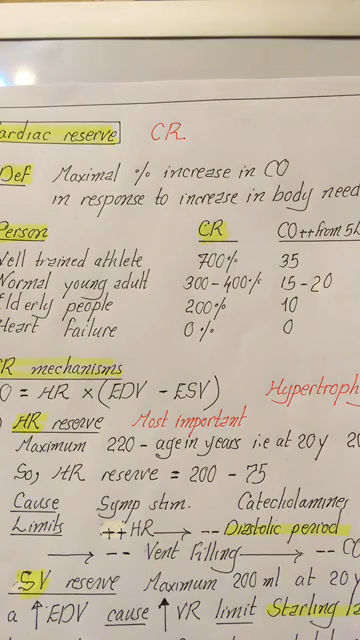 ardiac reserve CR.
Def Maximal % increase in CO
in response to increase in body need
Person CR CO++ from 5L
Well trained athlete 700% 35
Normal young adult 300-400% 15-20
Elderly people 200% 10
Heart Failure 0% 0
CR mechanisms
O = HR x (EDV - ESV) Hypertroph
HR reserve Most important
Maximum 220 - age in years i.e at 20y 20
So, HR reserve = 200 - 75
Cause Symp stim. Catecholamines
Limits ++ HR → -- Diastolic period
→ -- Vent Filling → -- CO
SV reserve Maximum 200 ml at 20y
a ↑ EDV cause ↑ VR limit Starling